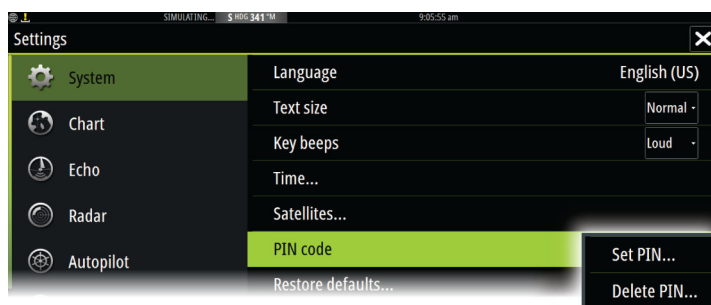 SIMULATING... S HDG 341 °M 9:05:55 am
Settings
System
Chart
Echo
Radar
Autopilot
Language English (US)
Text size Normal
Key beeps Loud
Time...
Satellites...
PIN code
Restore defaults...
Set PIN...
Delete PIN...